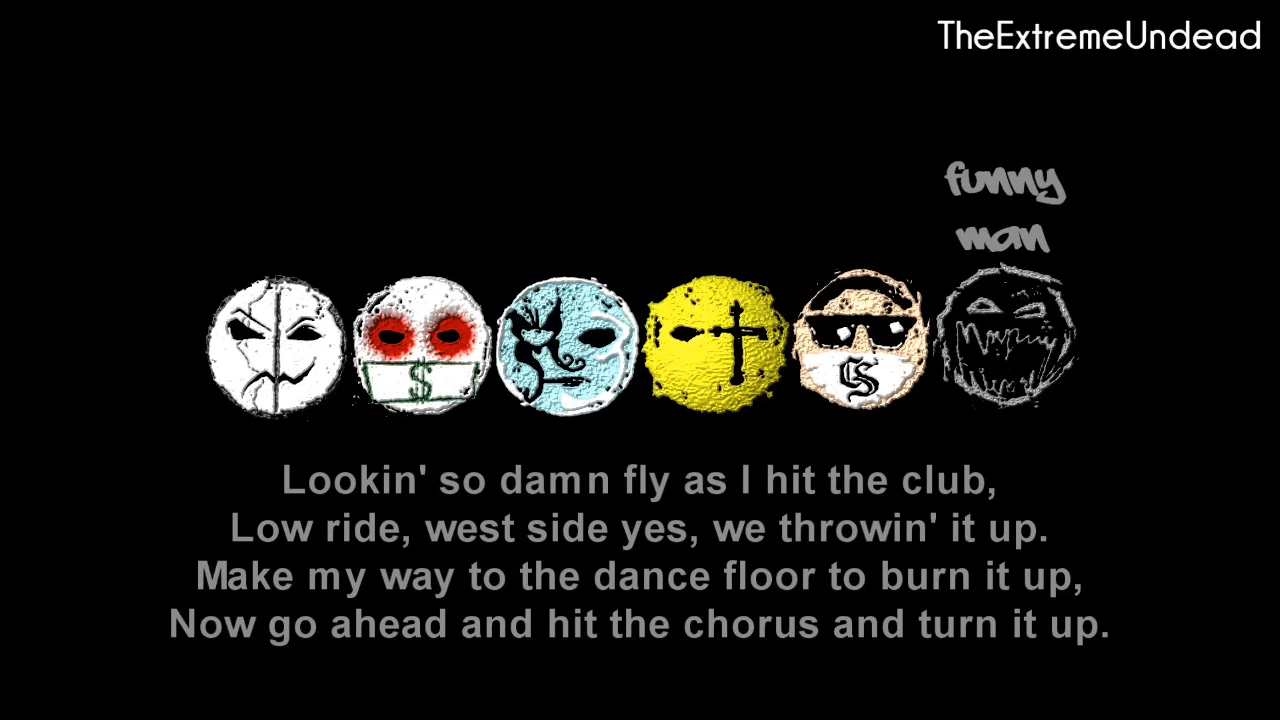 TheExtremeUndead
funny
man
$
S
Lookin' so damn fly as I hit the club,
Low ride, west side yes, we throwin' it up.
Make my way to the dance floor to burn it up,
Now go ahead and hit the chorus and turn it up.